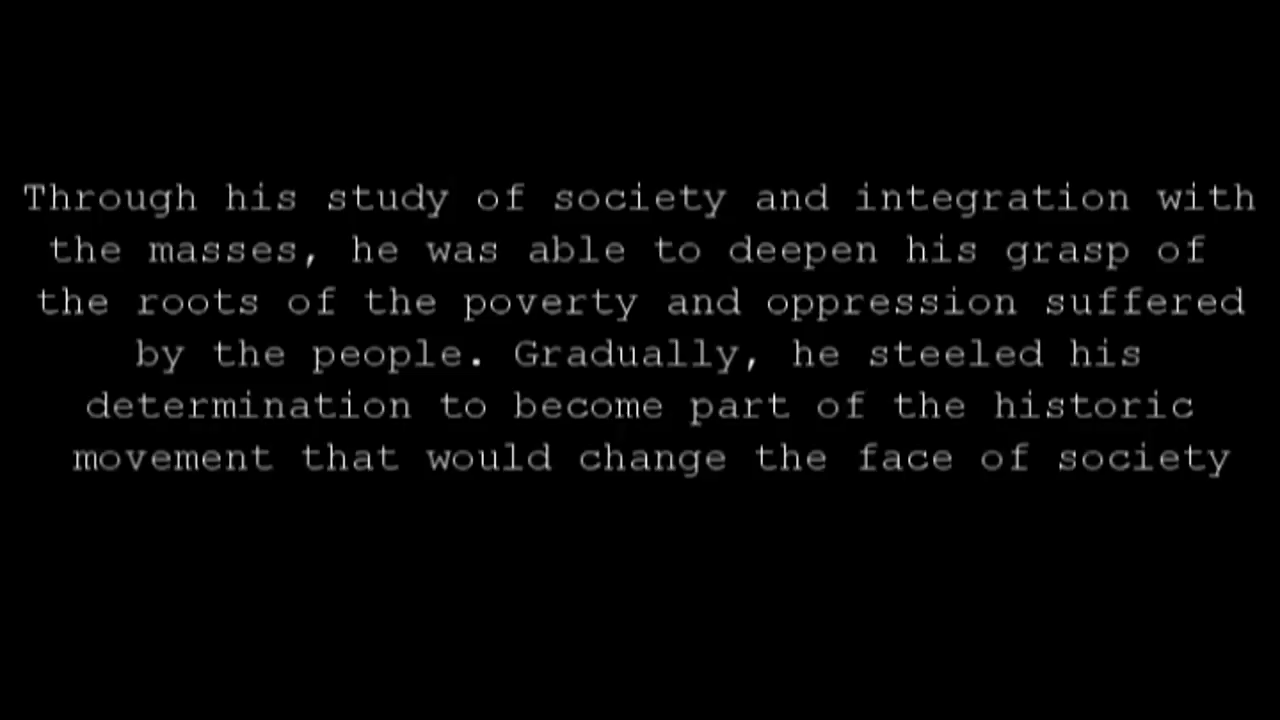 Through his study of society and integration with
the masses, he was able to deepen his grasp of
the roots of the poverty and oppression suffered
by the people. Gradually, he steeled his
determination to become part of the historic
movement that would change the face of society